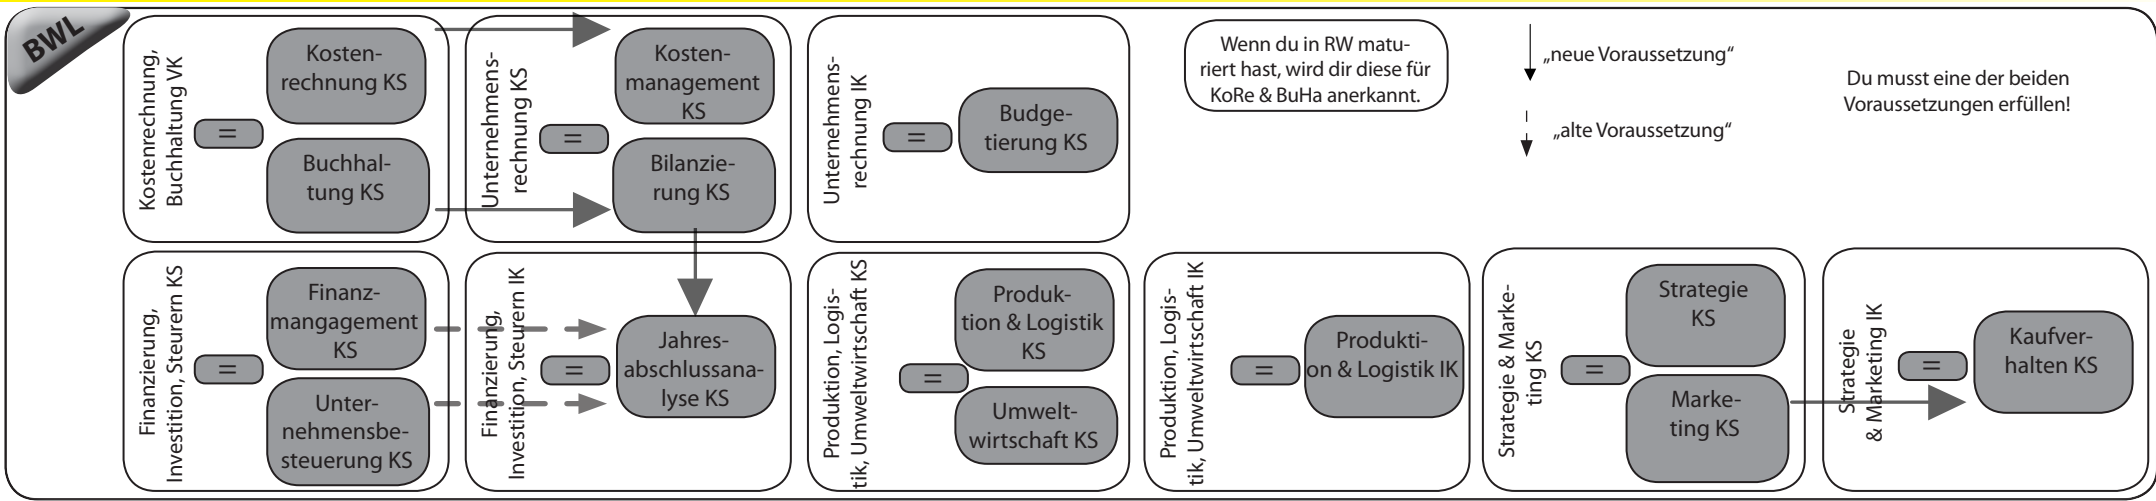 BWL
Kostenrechnung,
Buchhaltung VK
=
Kosten-
rechnung KS
Buchhal-
tung KS
Unternehmens-
rechnung KS
=
Kosten-
management
KS
Bilanzie-
rung KS
Unternehmens-
rechnung IK
=
Budge-
tierung KS
Wenn du in RW matu-
riert hast, wird dir diese für
KoRe & BuHa anerkannt.
„neue Voraussetzung“
„alte Voraussetzung“
Du musst eine der beiden
Voraussetzungen erfüllen!
Finanzierung,
Investition, Steuren KS
=
Finanz-
mangagement
KS
Unter-
nehmensbe-
steuerung KS
Finanzierung,
Investition, Steuren IK
=
Jahres-
abschlussana-
lyse KS
Produktion, Logis-
tik, Umweltwirtschaft KS
=
Produk-
tion & Logistik
KS
Umwelt-
wirtschaft KS
Produktion, Logis-
tik, Umweltwirtschaft IK
=
Produkti-
on & Logistik IK
Strategie & Marke-
ting KS
=
Strategie
KS
Marke-
ting KS
Strategie
& Marketing IK
=
Kaufver-
halten KS